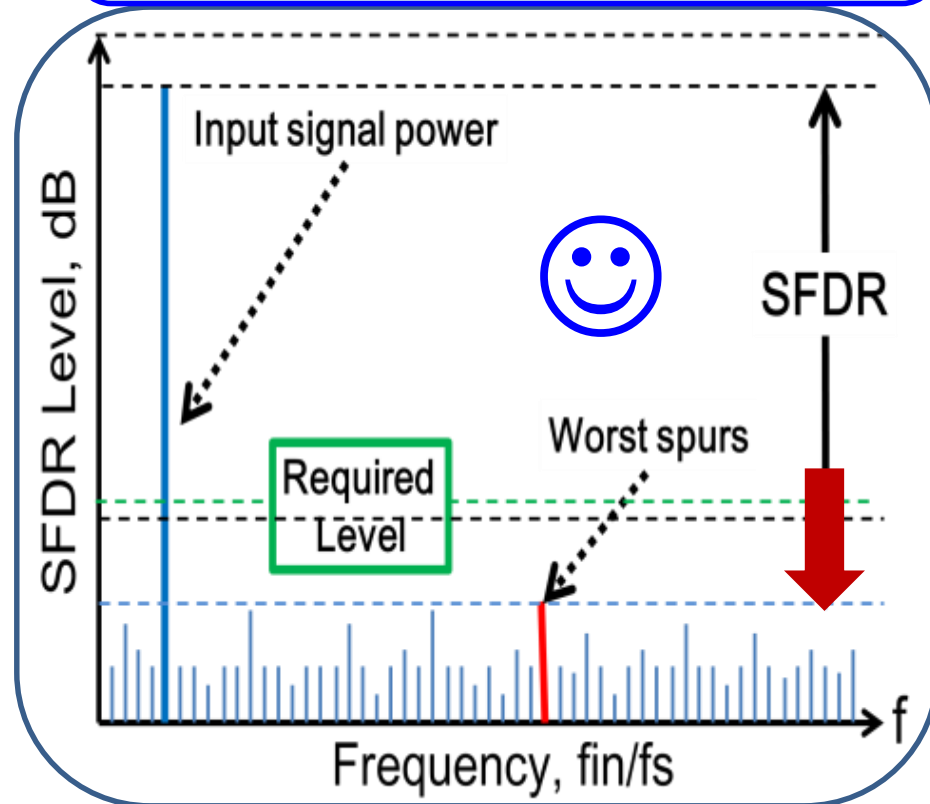 Input signal power
SFDR Level, dB
SFDR
Worst spurs
Required
Level
f
Frequency, fin/fs